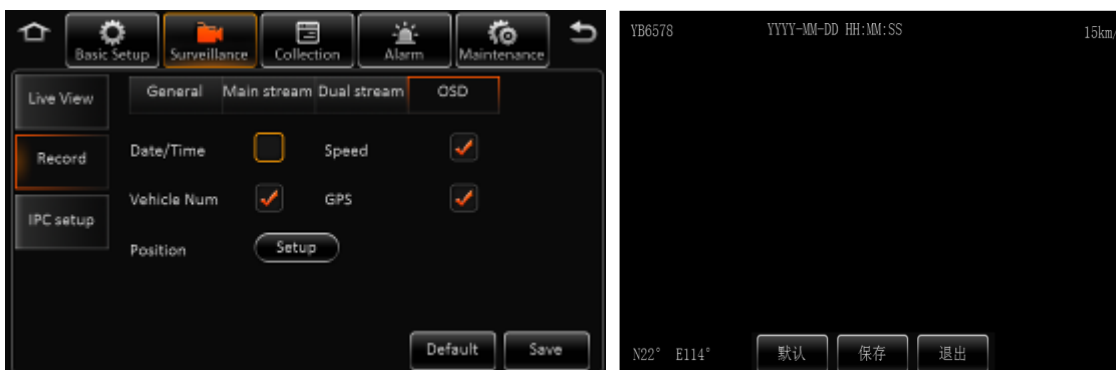 Basic Setup Surveillance Collection Alarm Maintenance
Live View
General Main stream Dual stream OSD
Record
Date/Time Speed
Vehicle Num GPS
IPC setup
Position Setup
Default Save
YB6578 YYYY-MM-DD HH:MM:SS 15km/
N22° E114° 默认 保存 退出